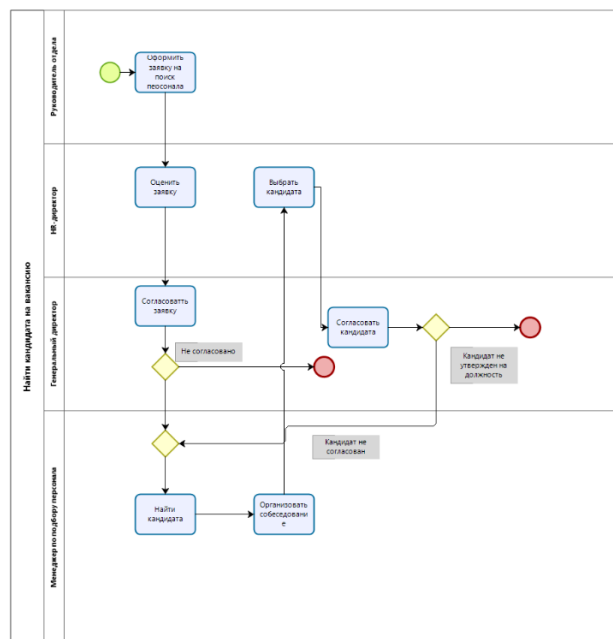 Найти кандидата на вакансию
Руководитель отдела
Оформить
заявку на
поиск
персонала
HR-директор
Оценить
заявку
Выбрать
кандидата
Генеральный директор
Согласоватть
заявку
Не согласовано
Согласовать
кандидата
Кандидат не
утвержден на
должность
Менеджер по подбору персонала
Кандидат не
согласован
Найти
кандидата
Организовать
собеседовани
е